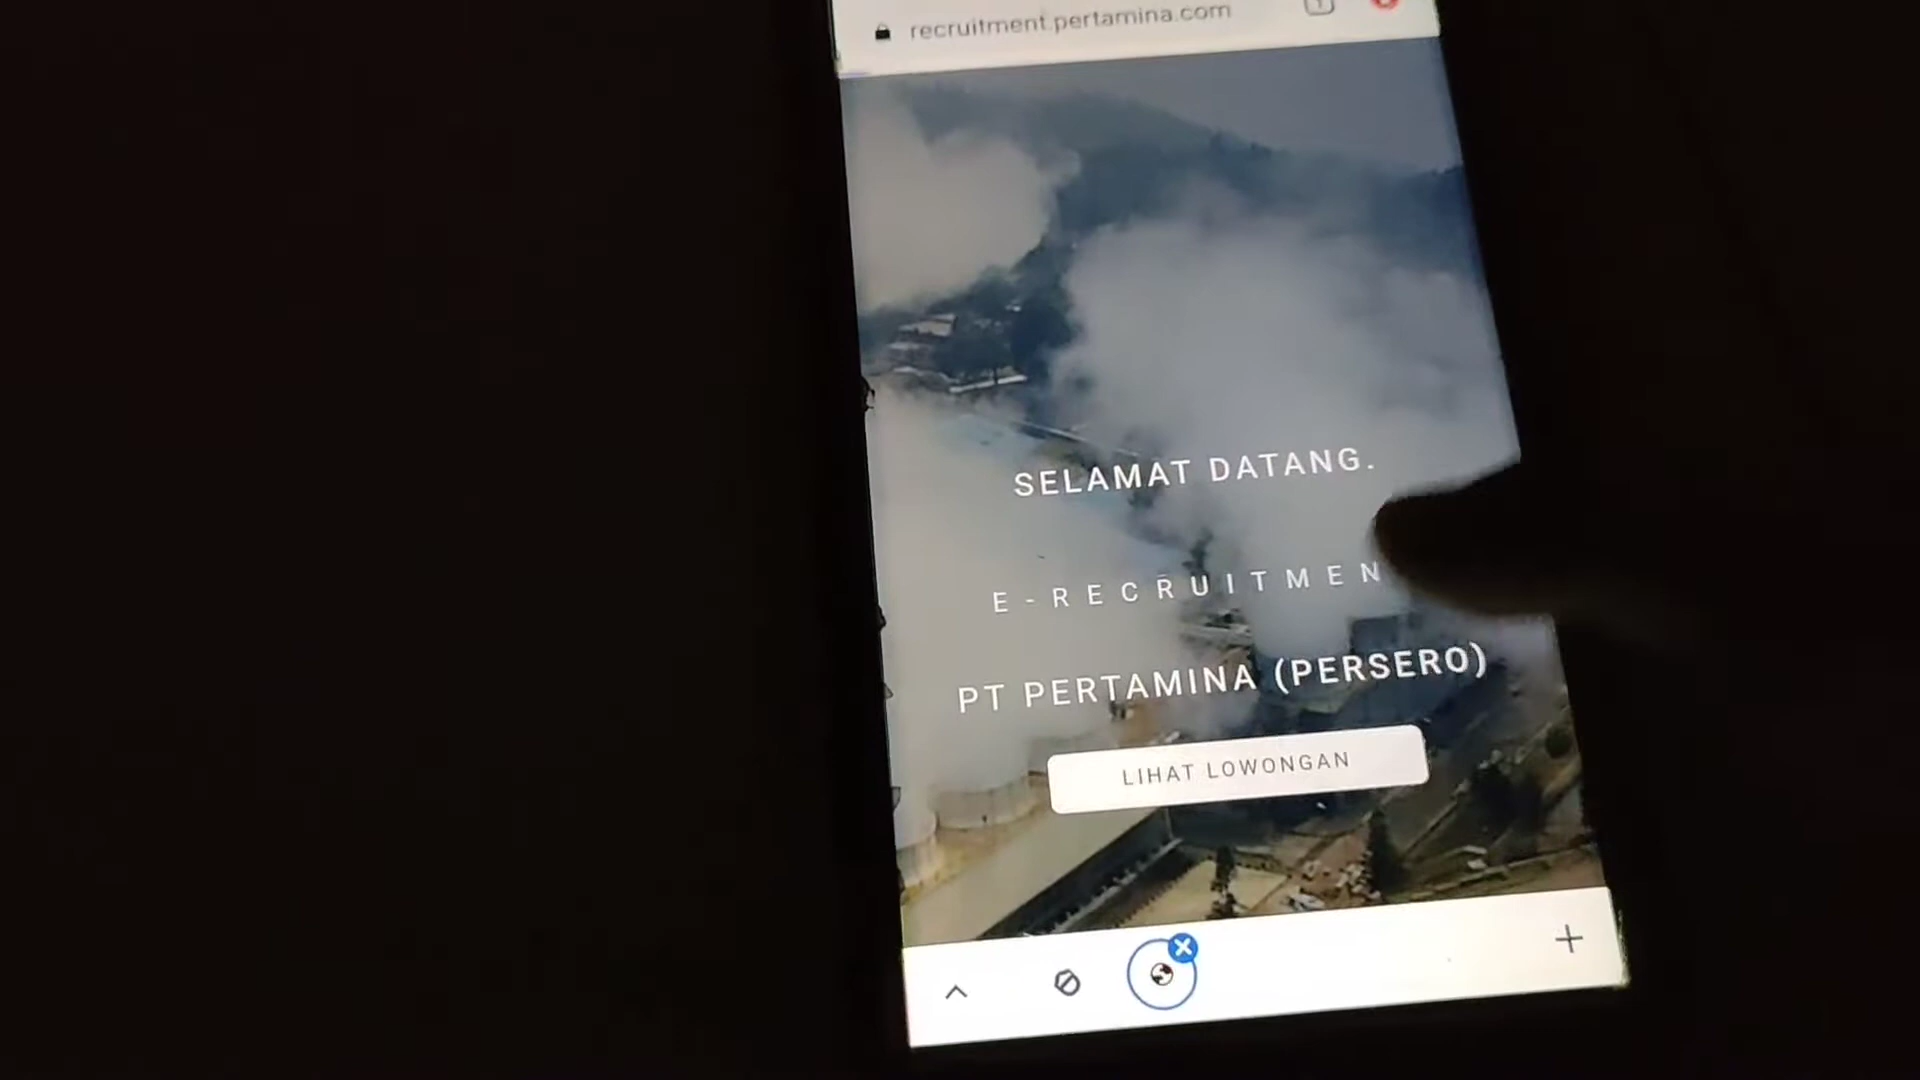 recruitment.pertamina.com
SELAMAT DATANG.
E-RECRUITMEN
PT PERTAMINA (PERSERO)
LIHAT LOWONGAN